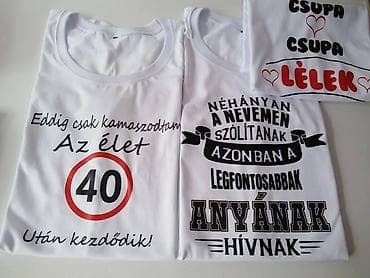 Eddig csak kamaszodtam
Az élet
40
Után kezdődik!
NÉHÁNYAN
A NEVEMEN
SZÓLÍTANAK
AZONBAN A
LEGFONTOSABBAK
ANYÁNAK
HÍVNAK
CSUPA
CSUPA
LÉLEK